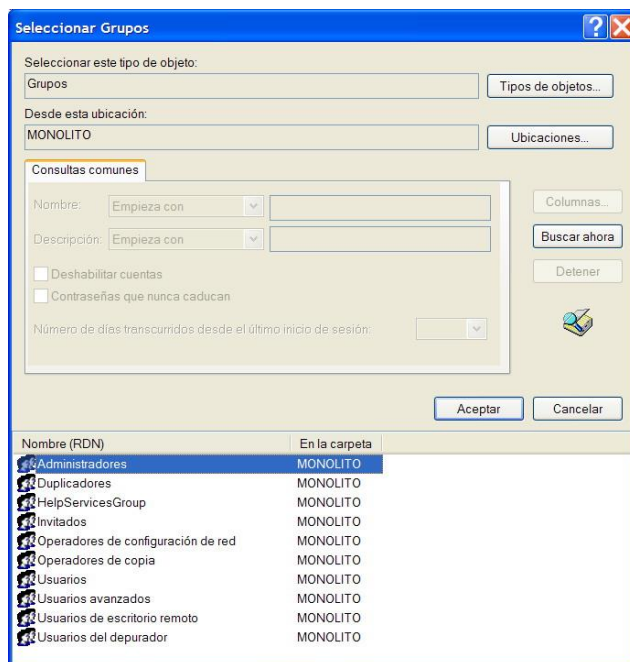 Seleccionar Grupos
Seleccionar este tipo de objeto:
Grupos
Tipos de objetos...
Desde esta ubicación:
MONOLITO
Ubicaciones...
Consultas comunes
Nombre: Empieza con
Columnas...
Descripción: Empieza con
Buscar ahora
Deshabilitar cuentas
Detener
Contraseñas que nunca caducan
Número de días transcurridos desde el último inicio de sesión:
Aceptar Cancelar
Nombre (RDN) En la carpeta
Administradores MONOLITO
Duplicadores MONOLITO
HelpServicesGroup MONOLITO
Invitados MONOLITO
Operadores de configuración de red MONOLITO
Operadores de copia MONOLITO
Usuarios MONOLITO
Usuarios avanzados MONOLITO
Usuarios de escritorio remoto MONOLITO
Usuarios del depurador MONOLITO